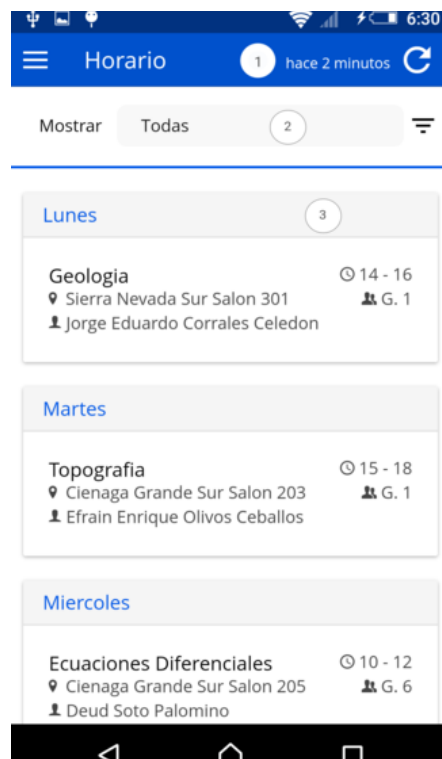 6:30
Horario 1 hace 2 minutos
Mostrar Todas 2
Lunes 3
Geologia 14 - 16
Sierra Nevada Sur Salon 301 G. 1
Jorge Eduardo Corrales Celedon
Martes
Topografia 15 - 18
Cienaga Grande Sur Salon 203 G. 1
Efrain Enrique Olivos Ceballos
Miercoles
Ecuaciones Diferenciales 10 - 12
Cienaga Grande Sur Salon 205 G. 6
Deud Soto Palomino